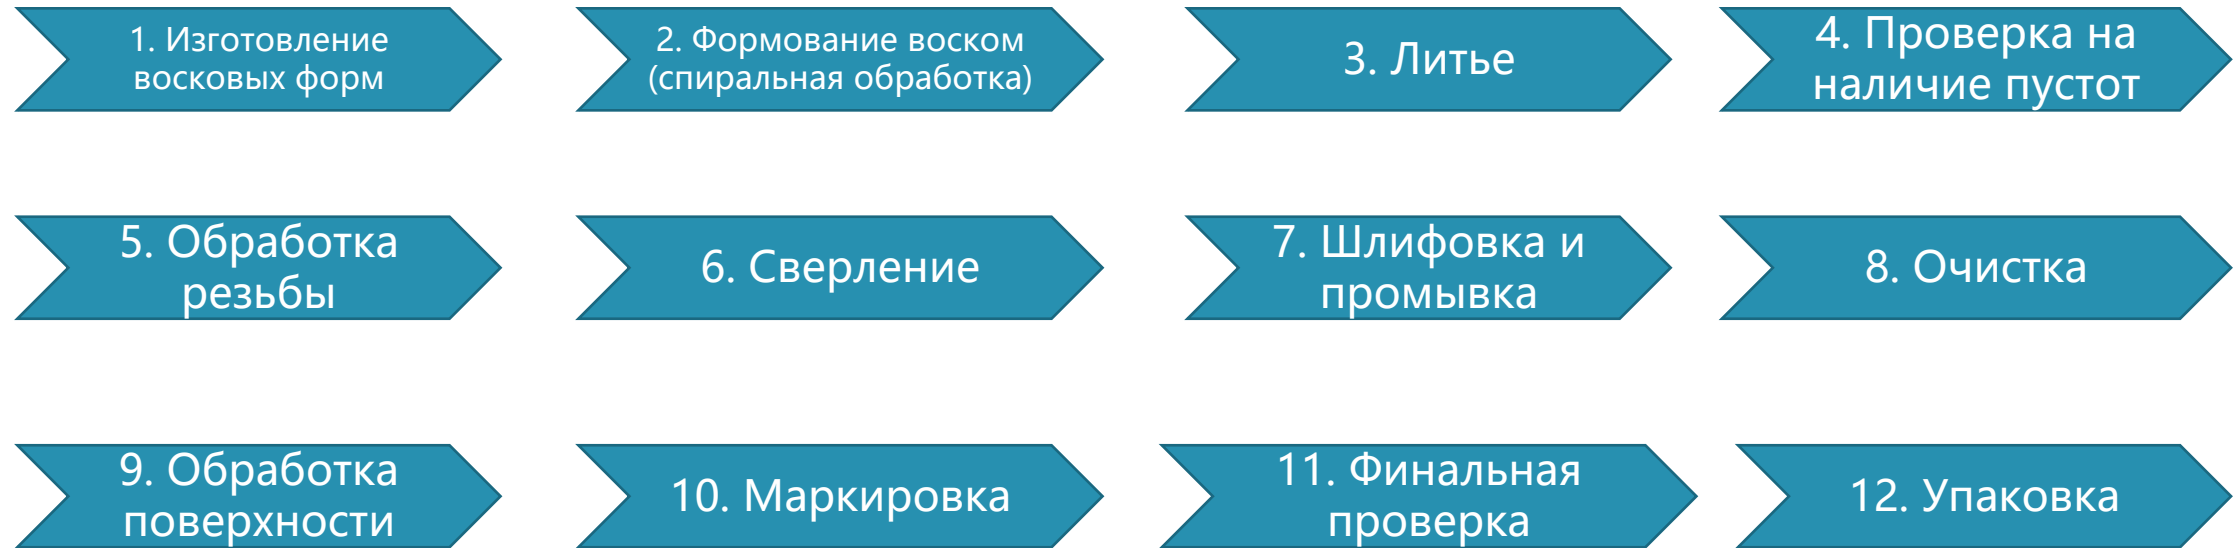 1. Изготовление
восковых форм
2. Формование воском
(спиральная обработка)
3. Литье
4. Проверка на
наличие пустот
5. Обработка
резьбы
6. Сверление
7. Шлифовка и
промывка
8. Очистка
9. Обработка
поверхности
10. Маркировка
11. Финальная
проверка
12. Упаковка